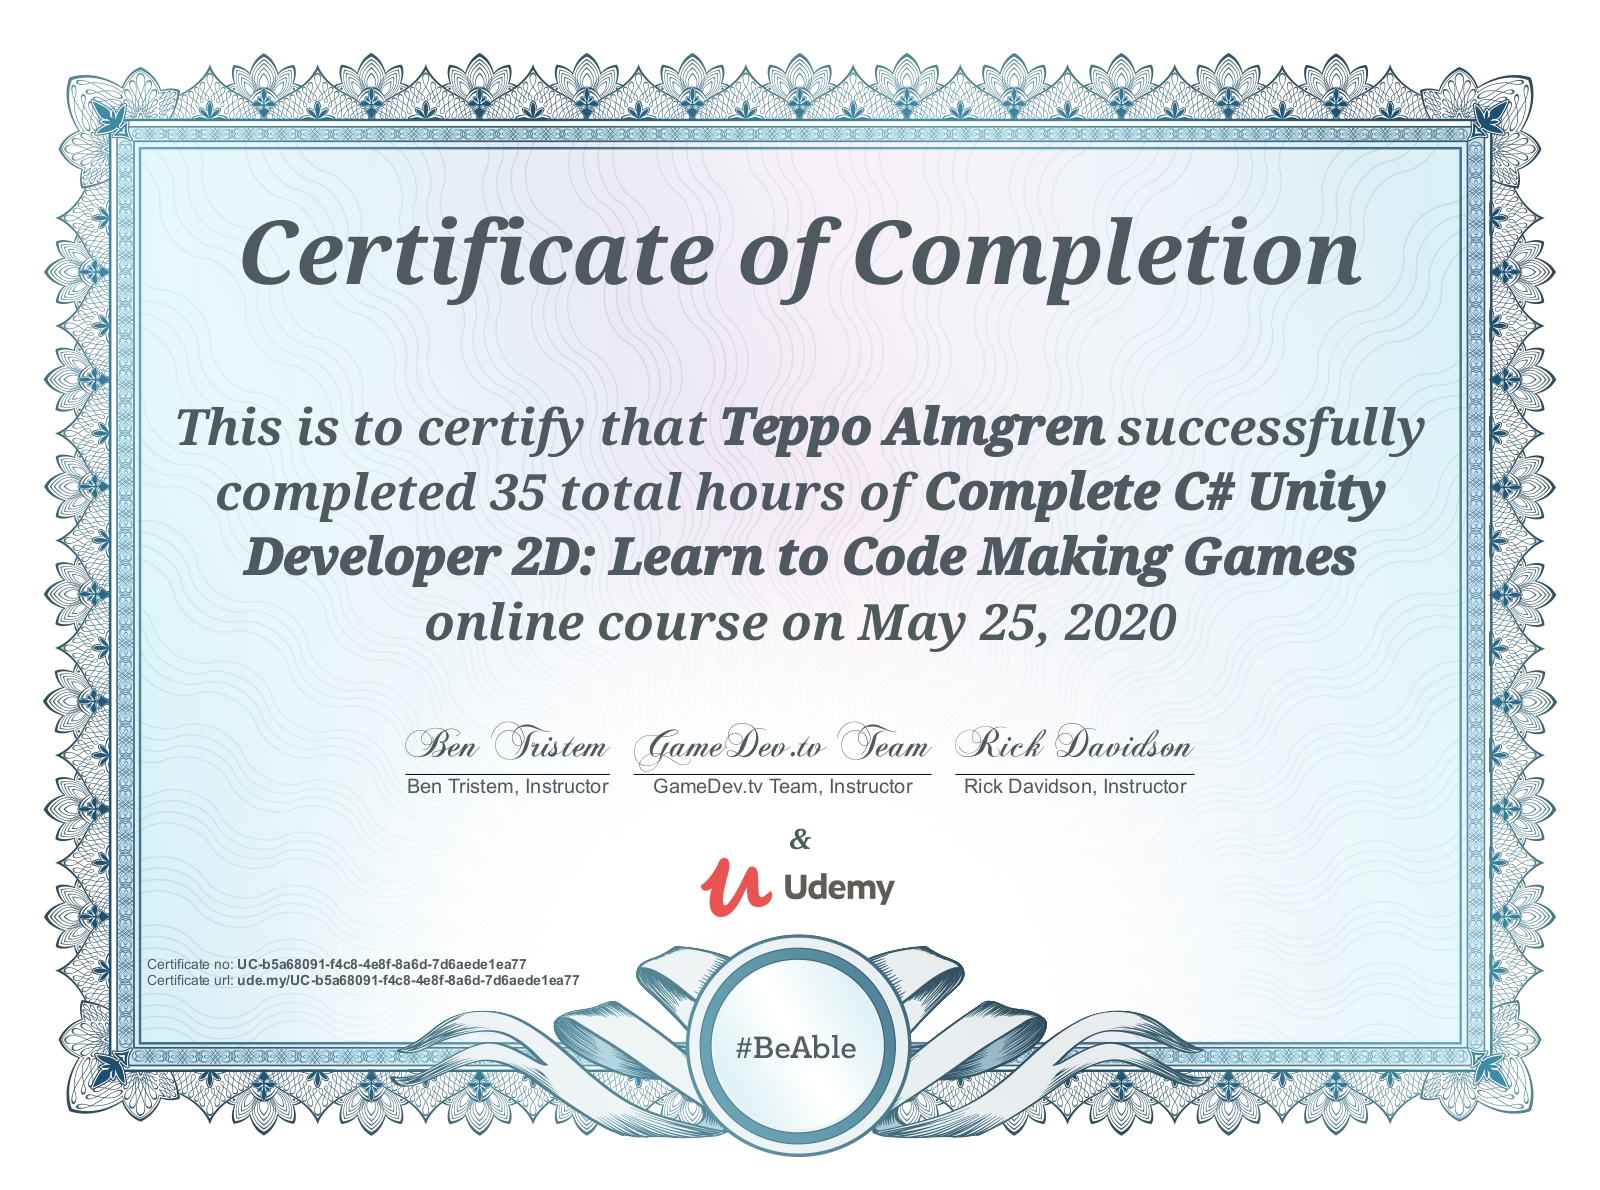 Certificate of Completion
This is to certify that Teppo Almgren successfully
completed 35 total hours of Complete C# Unity
Developer 2D: Learn to Code Making Games
online course on May 25, 2020
Ben Tristem GameDev.tv Team Rick Davidson
Ben Tristem, Instructor GameDev.tv Team, Instructor Rick Davidson, Instructor
&
Udemy
Certificate no: UC-b5a68091-f4c8-4e8f-8a6d-7d6aede1ea77
Certificate url: ude.my/UC-b5a68091-f4c8-4e8f-8a6d-7d6aede1ea77
#BeAble